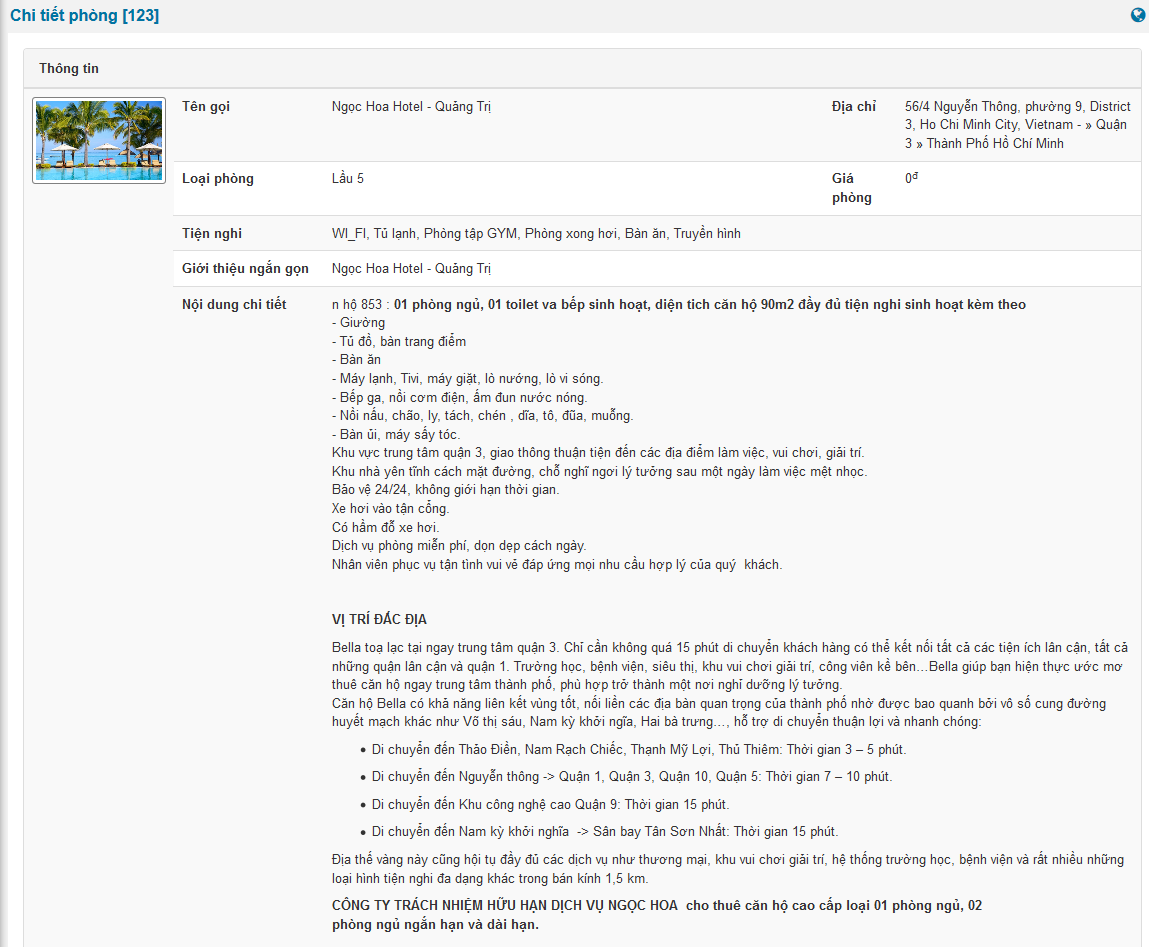 Chi tiết phòng [123]
Thông tin
Tên gọi
Ngọc Hoa Hotel - Quảng Trị
Địa chỉ
56/4 Nguyễn Thông, phường 9, District
3, Ho Chi Minh City, Vietnam - » Quận
3 » Thành Phố Hồ Chí Minh
Loại phòng
Lầu 5
Giá
phòng
0đ
Tiện nghi
WI_FI, Tủ lạnh, Phòng tập GYM, Phòng xong hơi, Bàn ăn, Truyền hình
Giới thiệu ngắn gọn
Ngọc Hoa Hotel - Quảng Trị
Nội dung chi tiết
n hộ 853 : 01 phòng ngủ, 01 toilet va bếp sinh hoạt, diện tich căn hộ 90m2 đầy đủ tiện nghi sinh hoạt kèm theo
- Giường
- Tủ đồ, bàn trang điểm
- Bàn ăn
- Máy lạnh, Tivi, máy giặt, lò nướng, lò vi sóng.
- Bếp ga, nồi cơm điện, ấm đun nước nóng.
- Nồi nấu, chão, ly, tách, chén , dĩa, tô, đũa, muỗng.
- Bàn ủi, máy sấy tóc.
Khu vực trung tâm quận 3, giao thông thuận tiện đến các địa điểm làm việc, vui chơi, giải trí.
Khu nhà yên tĩnh cách mặt đường, chỗ nghĩ ngơi lý tưởng sau một ngày làm việc mệt nhọc.
Bảo vệ 24/24, không giới hạn thời gian.
Xe hơi vào tận cổng.
Có hầm đỗ xe hơi.
Dịch vụ phòng miễn phí, dọn dẹp cách ngày.
Nhân viên phục vụ tận tình vui vẻ đáp ứng mọi nhu cầu hợp lý của quý  khách.
VỊ TRÍ ĐẮC ĐỊA
Bella toạ lạc tại ngay trung tâm quận 3. Chỉ cần không quá 15 phút di chuyển khách hàng có thể kết nối tất cả các tiện ích lân cận, tất cả
những quận lân cận và quận 1. Trường học, bệnh viện, siêu thị, khu vui chơi giải trí, công viên kề bên…Bella giúp bạn hiện thực ước mơ
thuê căn hộ ngay trung tâm thành phố, phù hợp trở thành một nơi nghỉ dưỡng lý tưởng.
Căn hộ Bella có khả năng liên kết vùng tốt, nối liền các địa bàn quan trọng của thành phố nhờ được bao quanh bởi vô số cung đường
huyết mạch khác như Võ thị sáu, Nam kỳ khởi ngĩa, Hai bà trưng…, hỗ trợ di chuyển thuận lợi và nhanh chóng:
• Di chuyển đến Thảo Điền, Nam Rạch Chiếc, Thạnh Mỹ Lợi, Thủ Thiêm: Thời gian 3 – 5 phút.
• Di chuyển đến Nguyễn thông -> Quận 1, Quận 3, Quận 10, Quận 5: Thời gian 7 – 10 phút.
• Di chuyển đến Khu công nghệ cao Quận 9: Thời gian 15 phút.
• Di chuyển đến Nam kỳ khởi nghĩa  -> Sân bay Tân Sơn Nhất: Thời gian 15 phút.
Địa thế vàng này cũng hội tụ đầy đủ các dịch vụ như thương mại, khu vui chơi giải trí, hệ thống trường học, bệnh viện và rất nhiều những
loại hình tiện nghi đa dạng khác trong bán kính 1,5 km.
CÔNG TY TRÁCH NHIỆM HỮU HẠN DỊCH VỤ NGỌC HOA  cho thuê căn hộ cao cấp loại 01 phòng ngủ, 02
phòng ngủ ngắn hạn và dài hạn.